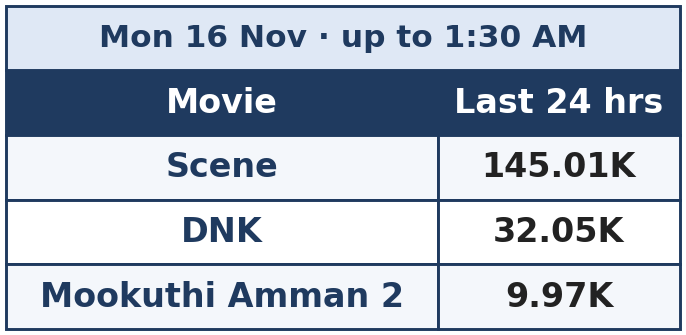 Mon 16 Nov · up to 1:30 AM
Movie Last 24 hrs
Scene 145.01K
DNK 32.05K
Mookuthi Amman 2 9.97K